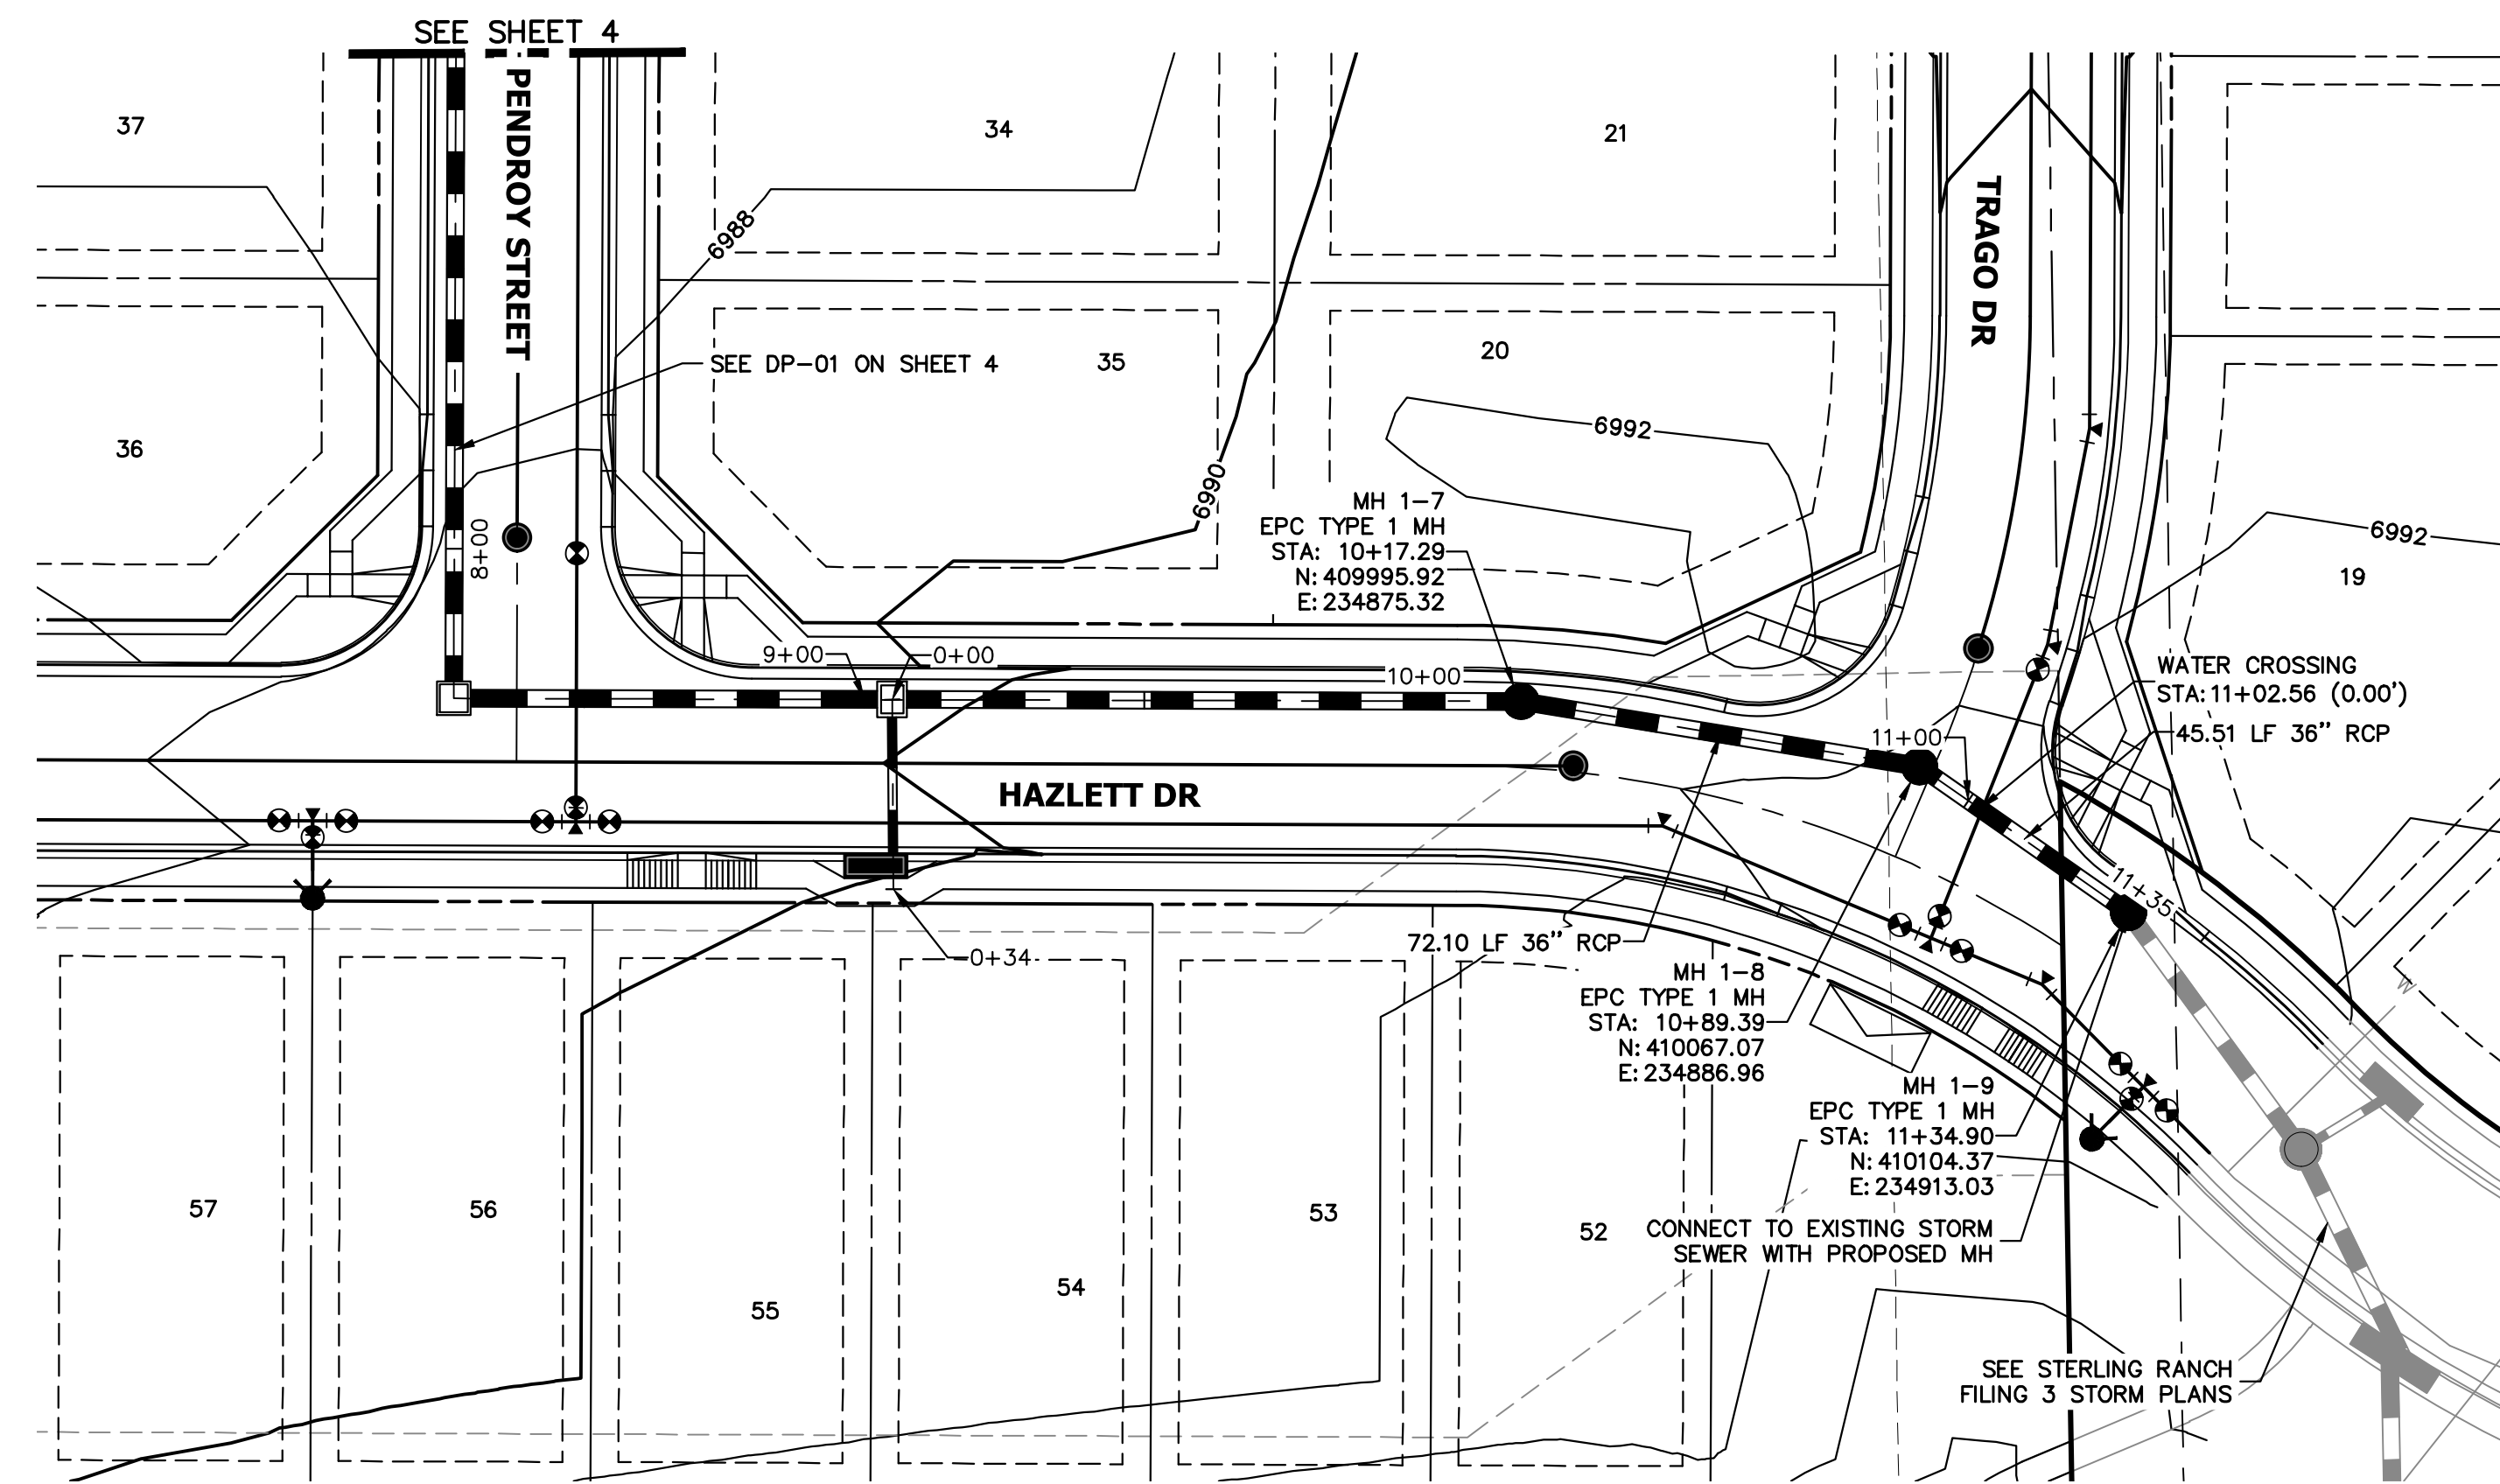 SEE SHEET 4
37
34
21
PENDROY STREET
TRAGO DR
6988
SEE DP-01 ON SHEET 4
35
20
36
6992
6990
6992
19
MH 1-7
EPC TYPE 1 MH
STA: 10+17.29
N: 409995.92
E: 234875.32
8+00
9+00
0+00
10+00
WATER CROSSING
STA: 11+02.56 (0.00')
45.51 LF 36" RCP
11+00
HAZLETT DR
11+35
0+34
72.10 LF 36" RCP
MH 1-8
EPC TYPE 1 MH
STA: 10+89.39
N: 410067.07
E: 234886.96
W
MH 1-9
EPC TYPE 1 MH
STA: 11+34.90
N: 410104.37
E: 234913.03
57
56
55
54
53
52
CONNECT TO EXISTING STORM
SEWER WITH PROPOSED MH
SEE STERLING RANCH
FILING 3 STORM PLANS